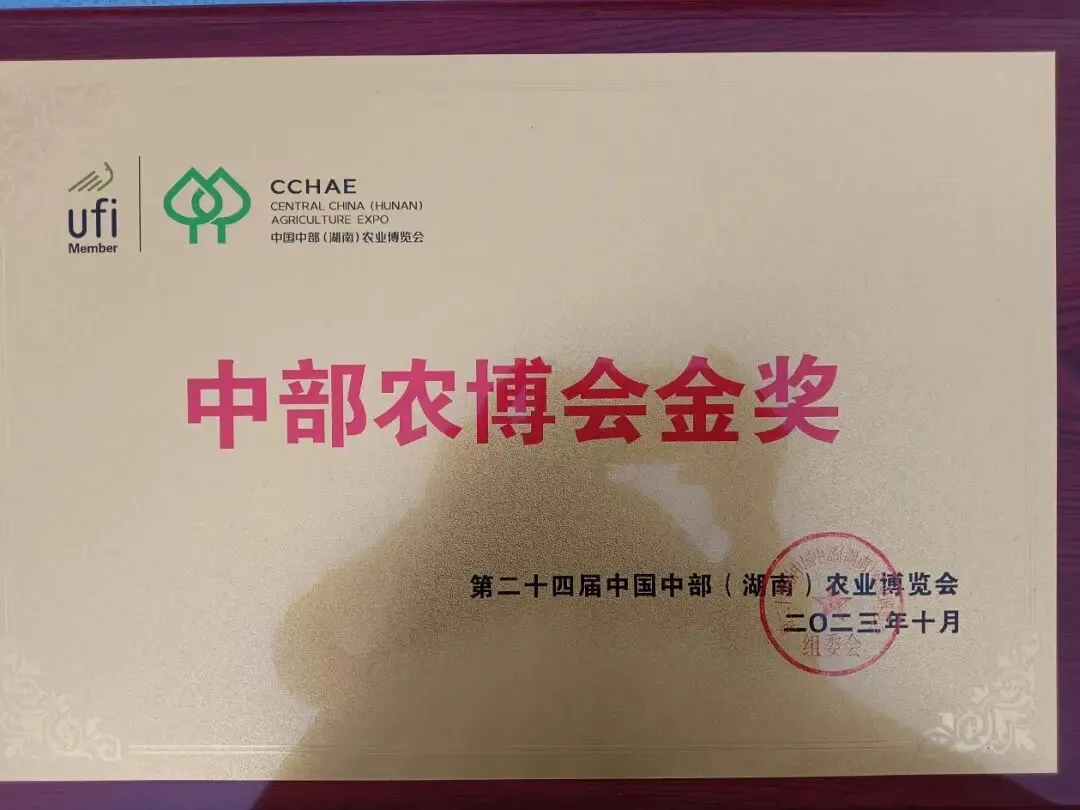 ufi
Member
CCHAE
CENTRAL CHINA (HUNAN)
AGRICULTURE EXPO
中国中部(湖南)农业博览会
中部农博会金奖
第二十四届中国中部(湖南)农业博览会
二〇二三年十月
组委会